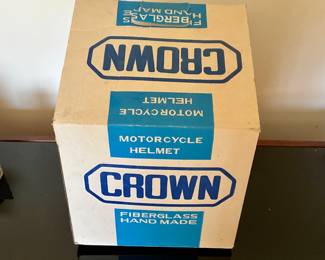 FIBERGLASS
HAND MADE
CROWN
MOTORCYCLE
HELMET
MOTORCYCLE
HELMET
CROWN
FIBERGLASS
HAND MADE